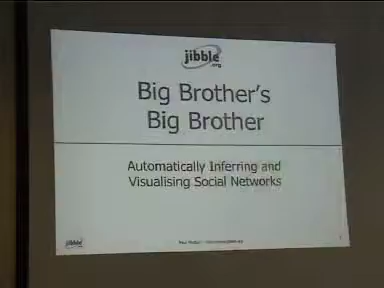 jibble
.org
Big Brother's
Big Brother
Automatically Inferring and
Visualising Social Networks
jibble